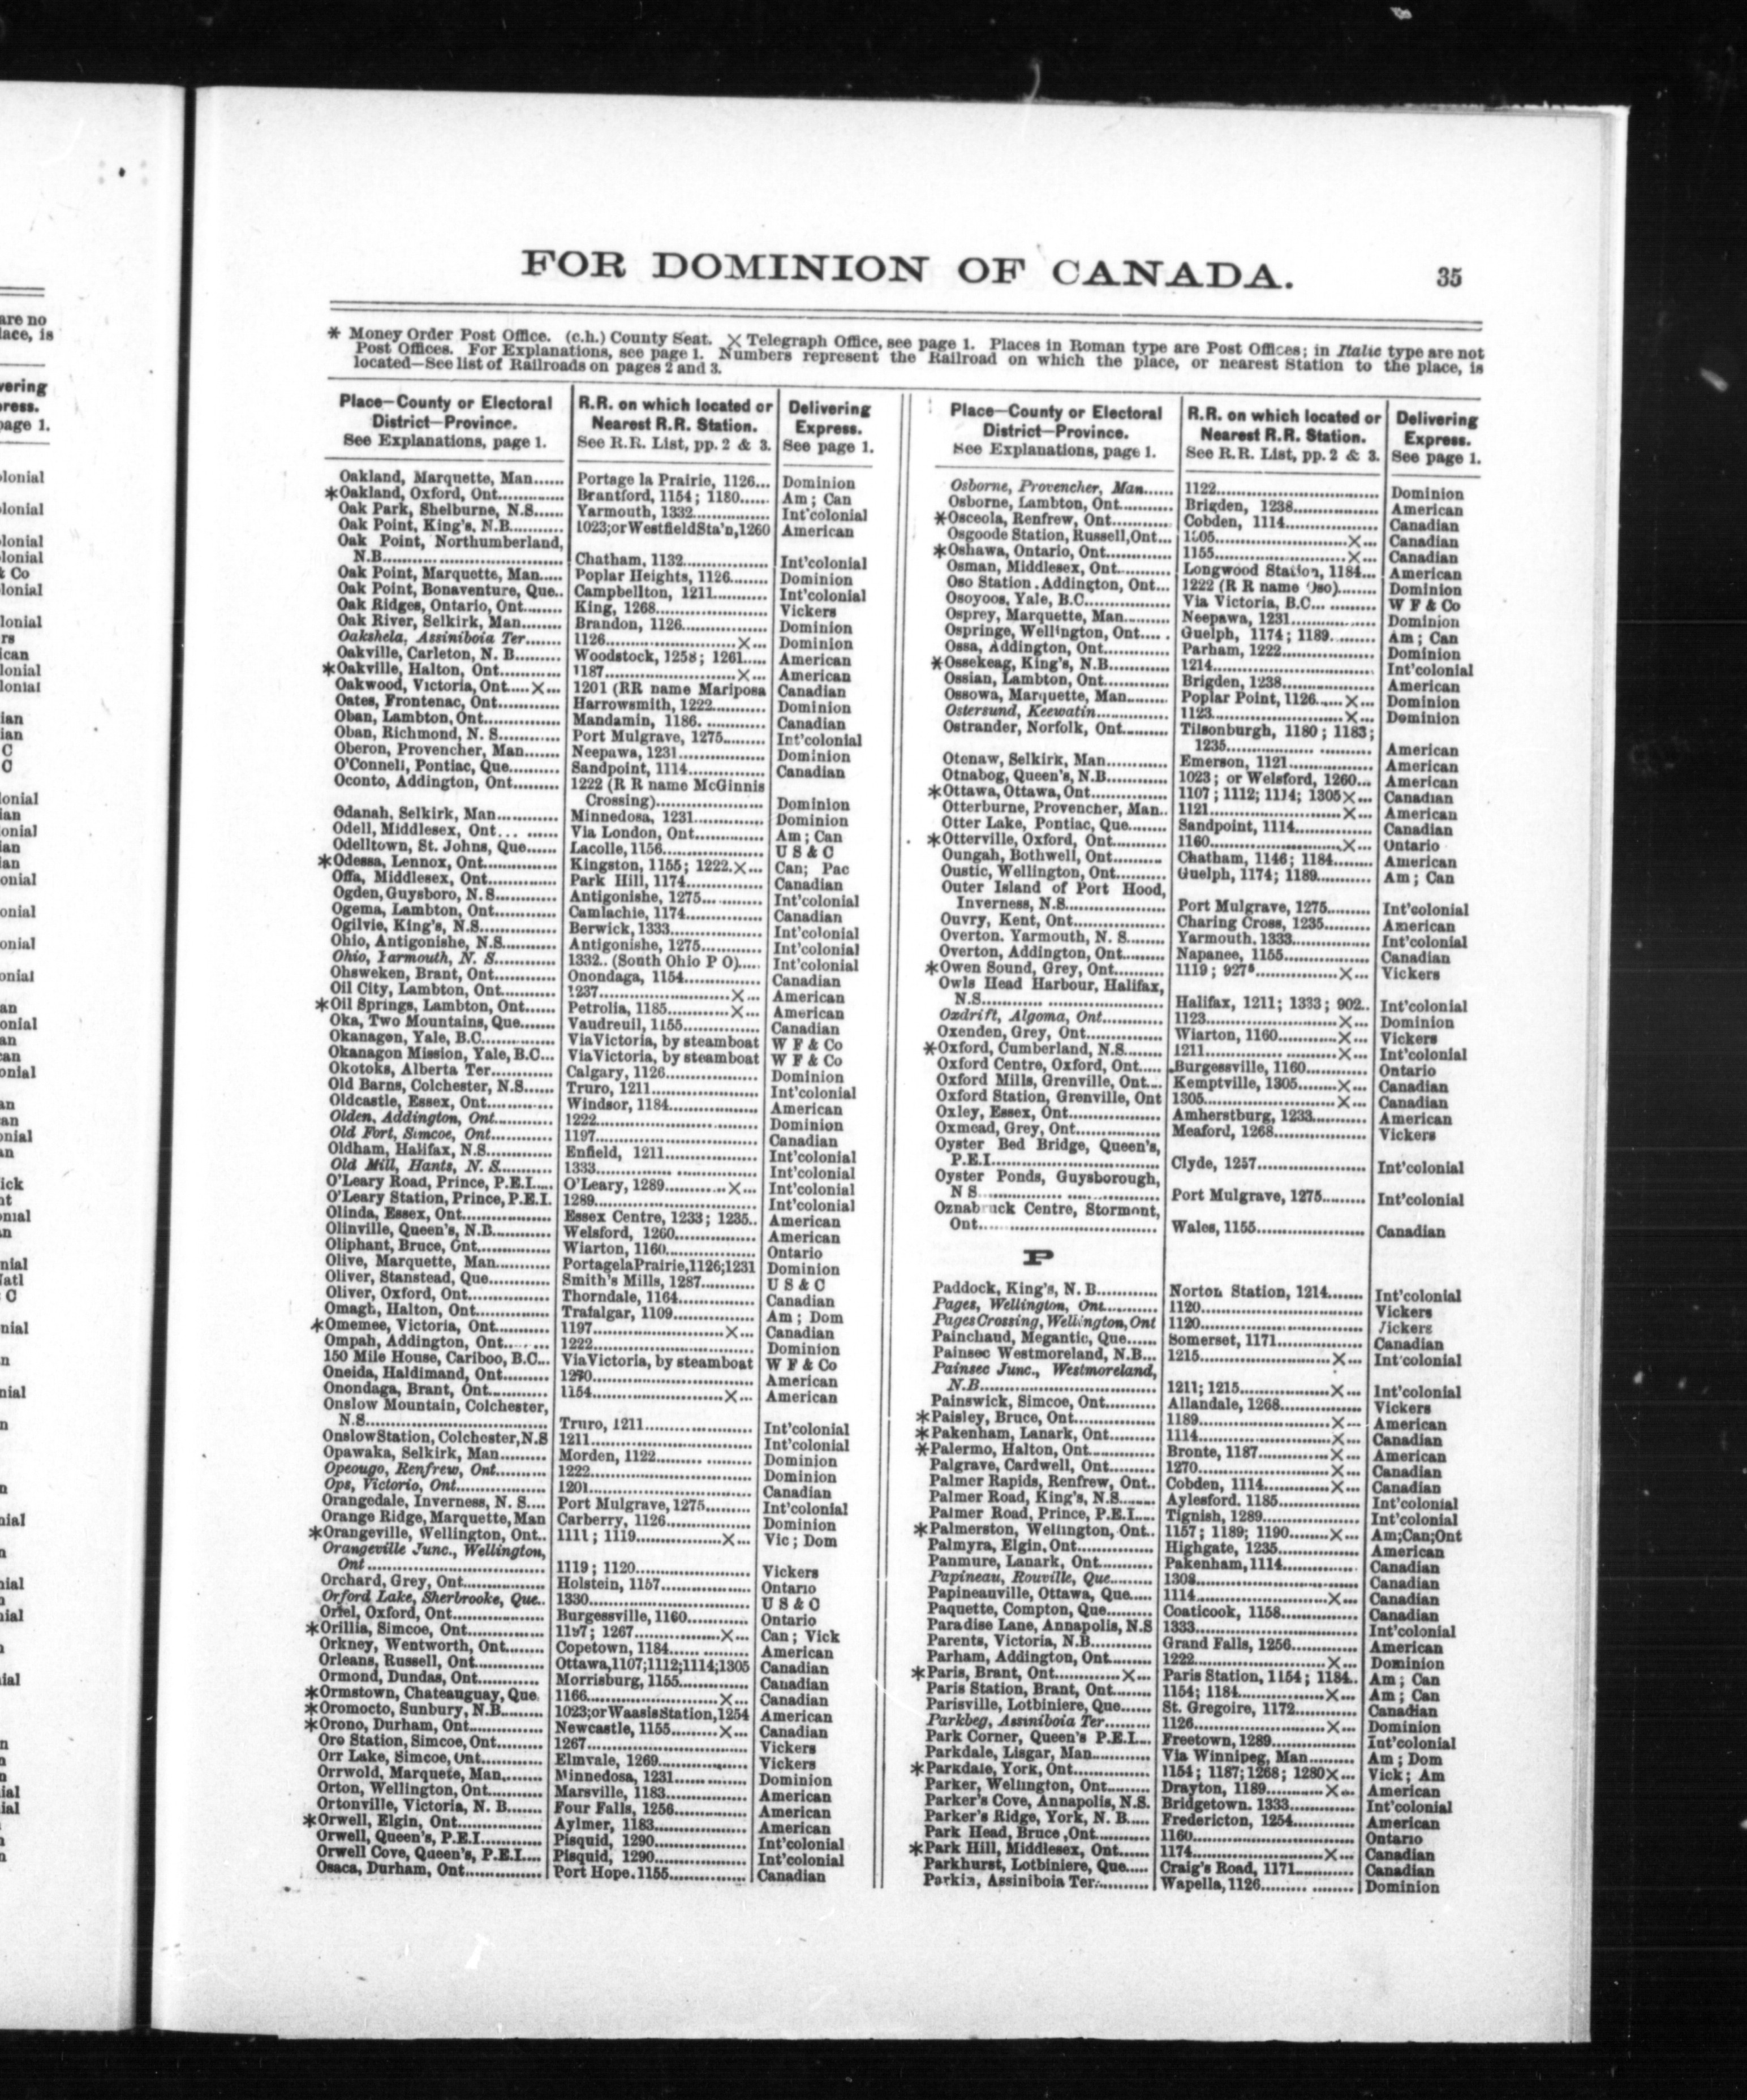 FOR DOMINION OF CANADA. 35
* Money Order Post Office. (c.h.) County Seat. × Telegraph Office, see page 1. Places in Roman type are Post Offices; in Italic type are not
Post Offices. For Explanations, see page 1. Numbers represent the Railroad on which the place, or nearest Station to the place, is
located—See list of Railroads on pages 2 and 3.
Place—County or Electoral District—Province. See Explanations, page 1. | R.R. on which located or Nearest R.R. Station. See R.R. List, pp. 2 & 3. | Delivering Express. See page 1.
Oakland, Marquette, Man...... Portage la Prairie, 1126... Dominion
*Oakland, Oxford, Ont............. Brantford, 1154; 1180...... Am; Can
Oak Park, Shelburne, N.S...... Yarmouth, 1332.............. Int'colonial
Oak Point, King's, N.B.......... 1023;orWestfieldSta'n,1260 American
Oak Point, Northumberland,
N.B................................. Chatham, 1132................ Int'colonial
Oak Point, Marquette, Man..... Poplar Heights, 1126........ Dominion
Oak Point, Bonaventure, Que.. Campbellton, 1211........... Int'colonial
Oak Ridges, Ontario, Ont........ King, 1268..................... Vickers
Oak River, Selkirk, Man........ Brandon, 1126................ Dominion
Oakshela, Assiniboia Ter....... 1126..........................×... Dominion
Oakville, Carleton, N. B......... Woodstock, 1258; 1261..... American
*Oakville, Halton, Ont............ 1187..........................×... American
Oakwood, Victoria, Ont....×... 1201 (RR name Mariposa Canadian
Oates, Frontenac, Ont............ Harrowsmith, 1222.......... Dominion
Oban, Lambton, Ont.............. Mandamin, 1186. ............ Canadian
Oban, Richmond, N. S........... Port Mulgrave, 1275........ Int'colonial
Oberon, Provencher, Man....... Neepawa, 1231................ Dominion
O'Connell, Pontiac, Que.......... Sandpoint, 1114.............. Canadian
Oconto, Addington, Ont......... 1222 (R R name McGinnis
Crossing)..................... Dominion
Odanah, Selkirk, Man............ Minnedosa, 1231............. Dominion
Odell, Middlesex, Ont... ...... Via London, Ont............. Am; Can
Odelltown, St. Johns, Que...... Lacolle, 1156................... U S & C
*Odessa, Lennox, Ont............. Kingston, 1155; 1222.×... Can; Pac
Offa, Middlesex, Ont............. Park Hill, 1174............... Canadian
Ogden, Guysboro, N. S........... Antigonishe, 1275............ Int'colonial
Ogema, Lambton, Ont............ Camlachie, 1174.............. Canadian
Ogilvie, King's, N.S.............. Berwick, 1333................. Int'colonial
Ohio, Antigonishe, N.S.......... Antigonishe, 1275............ Int'colonial
Ohio, Yarmouth, N. S............ 1332.. (South Ohio P O)..... Int'colonial
Ohsweken, Brant, Ont........... Onondaga, 1154............... Canadian
Oil City, Lambton, Ont.......... 1237..........................×... American
*Oil Springs, Lambton, Ont...... Petrolia, 1185.............×... American
Oka, Two Mountains, Que....... Vaudreuil, 1155............... Canadian
Okanagon, Yale, B.C.............. ViaVictoria, by steamboat W F & Co
Okanagon Mission, Yale, B.C... ViaVictoria, by steamboat W F & Co
Okotoks, Alberta Ter............ Calgary, 1126.................. Dominion
Old Barns, Colchester, N.S...... Truro, 1211..................... Int'colonial
Oldcastle, Essex, Ont............. Windsor, 1184................. American
Olden, Addington, Ont........... 1222.............................. Dominion
Old Fort, Simcoe, Ont............ 1197.............................. Canadian
Oldham, Halifax, N.S............ Enfield, 1211................... Int'colonial
Old Mill, Hants, N. S............ 1333................ ............ Int'colonial
O'Leary Road, Prince, P.E.I..... O'Leary, 1289............×... Int'colonial
O'Leary Station, Prince, P.E.I. 1289.............................. Int'colonial
Olinda, Essex, Ont................. Essex Centre, 1233; 1235.. American
Olinville, Queen's, N.B........... Welsford, 1260................ American
Oliphant, Bruce, Ont.............. Wiarton, 1160................. Ontario
Olive, Marquette, Man........... PortagelaPrairie,1126;1231 Dominion
Oliver, Stanstead, Que............ Smith's Mills, 1287.......... U S & C
Oliver, Oxford, Ont................ Thorndale, 1164.............. Canadian
Omagh, Halton, Ont.............. Trafalgar, 1109............... Am; Dom
*Omemee, Victoria, Ont........... 1197..........................×... Canadian
Ompah, Addington, Ont......... 1222.............................. Dominion
150 Mile House, Cariboo, B.C... ViaVictoria, by steamboat W F & Co
Oneida, Haldimand, Ont......... 1270.............................. American
Onondaga, Brant, Ont............ 1154..........................×... American
Onslow Mountain, Colchester,
N.S.................................. Truro, 1211..................... Int'colonial
OnslowStation, Colchester,N.S 1211.............................. Int'colonial
Opawaka, Selkirk, Man.......... Morden, 1122........ ........ Dominion
Opeougo, Renfrew, Ont.......... 1222.............................. Dominion
Ops, Victorio, Ont................. 1201.............................. Canadian
Orangedale, Inverness, N. S.... Port Mulgrave, 1275........ Int'colonial
Orange Ridge, Marquette, Man Carberry, 1126................ Dominion
*Orangeville, Wellington, Ont.. 1111; 1119.................×... Vic; Dom
Orangeville Junc., Wellington,
Ont ................................. 1119; 1120..................... Vickers
Orchard, Grey, Ont............... Holstein, 1157................. Ontario
Orford Lake, Sherbrooke, Que.. 1330.............................. U S & C
Oriel, Oxford, Ont................. Burgessville, 1160........... Ontario
*Orillia, Simcoe, Ont............... 1197; 1267.................×... Can; Vick
Orkney, Wentworth, Ont........ Copetown, 1184............... American
Orleans, Russell, Ont............. Ottawa,1107;1112;1114;1305 Canadian
Ormond, Dundas, Ont............ Morrisburg, 1155............. Canadian
*Ormstown, Chateauguay, Que. 1166..........................×... Canadian
*Oromocto, Sunbury, N.B........ 1023;orWaasisStation,1254 American
*Orono, Durham, Ont.............. Newcastle, 1155.........×... Canadian
Oro Station, Simcoe, Ont........ 1267.............................. Vickers
Orr Lake, Simcoe, Ont........... Elmvale, 1269................. Vickers
Orrwold, Marquete, Man......... Minnedosa, 1231.............. Dominion
Orton, Wellington, Ont.......... Marsville, 1183............... American
Ortonville, Victoria, N. B....... Four Falls, 1256.............. American
*Orwell, Elgin, Ont................. Aylmer, 1183.................. American
Orwell, Queen's, P.E.I............ Pisquid, 1290.................. Int'colonial
Orwell Cove, Queen's, P.E.I.... Pisquid, 1290.................. Int'colonial
Osaca, Durham, Ont.............. Port Hope. 1155............... Canadian
Place—County or Electoral District—Province. See Explanations, page 1. | R.R. on which located or Nearest R.R. Station. See R.R. List, pp. 2 & 3. | Delivering Express. See page 1.
Osborne, Provencher, Man...... 1122.............................. Dominion
Osborne, Lambton, Ont.......... Brigden, 1238................. American
*Osceola, Renfrew, Ont........... Cobden, 1114.................. Canadian
Osgoode Station, Russell,Ont... 1305..........................×... Canadian
*Oshawa, Ontario, Ont............ 1155..........................×... Canadian
Osman, Middlesex, Ont.......... Longwood Station, 1184... American
Oso Station. Addington, Ont... 1222 (R R name Oso)........ Dominion
Osoyoos, Yale, B.C................ Via Victoria, B.C... ......... W F & Co
Osprey, Marquette, Man......... Neepawa, 1231................ Dominion
Ospringe, Wellington, Ont..... . Guelph, 1174; 1189.......... Am; Can
Ossa, Addington, Ont............. Parham, 1222.................. Dominion
*Ossekeag, King's, N.B............ 1214.............................. Int'colonial
Ossian, Lambton, Ont............ Brigden, 1238................. American
Ossowa, Marquette, Man........ Poplar Point, 1126......×... Dominion
Ostersund, Keewatin.............. 1123..........................×... Dominion
Ostrander, Norfolk, Ont......... Tilsonburgh, 1180; 1183;
1235................. .......... American
Otenaw, Selkirk, Man............ Emerson, 1121................ American
Otnabog, Queen's, N.B........... 1023; or Welsford, 1260... American
*Ottawa, Ottawa, Ont.............. 1107; 1112; 1114; 1305×... Canadian
Otterburne, Provencher, Man.. 1121..........................×... American
Otter Lake, Pontiac, Que........ Sandpoint, 1114.............. Canadian
*Otterville, Oxford, Ont........... 1160..........................×... Ontario
Oungah, Bothwell, Ont.......... Chatham, 1146; 1184........ American
Oustic, Wellington, Ont.......... Guelph, 1174; 1189.......... Am; Can
Outer Island of Port Hood,
Inverness, N.S.................. Port Mulgrave, 1275........ Int'colonial
Ouvry, Kent, Ont.................. Charing Cross, 1235......... American
Overton. Yarmouth, N. S........ Yarmouth. 1333............... Int'colonial
Overton, Addington, Ont........ Napanee, 1155................ Canadian
*Owen Sound, Grey, Ont.......... 1119; 927*.................×... Vickers
Owls Head Harbour, Halifax,
N.S............ ..................... Halifax, 1211; 1333; 902.. Int'colonial
Oxdrift, Algoma, Ont............. 1123..........................×... Dominion
Oxenden, Grey, Ont............... Wiarton, 1160............×... Vickers
*Oxford, Cumberland, N.S........ 1211..........................×... Int'colonial
Oxford Centre, Oxford, Ont..... Burgessville, 1160............ Ontario
Oxford Mills, Grenville, Ont.... Kemptville, 1305........×... Canadian
Oxford Station, Grenville, Ont 1305..........................×... Canadian
Oxley, Essex, Ont.................. Amherstburg, 1233........... American
Oxmead, Grey, Ont................ Meaford, 1268................. Vickers
Oyster Bed Bridge, Queen's,
P.E.I............................... Clyde, 1257.................... Int'colonial
Oyster Ponds, Guysborough,
N S.................................. Port Mulgrave, 1275......... Int'colonial
Oznabruck Centre, Stormont,
Ont................................. Wales, 1155.................... Canadian
P
Paddock, King's, N. B............ Norton Station, 1214....... Int'colonial
Pages, Wellington, Ont........... 1120.............................. Vickers
PagesCrossing, Wellington, Ont 1120.............................. Vickers
Painchaud, Megantic, Que...... Somerset, 1171................ Canadian
Painsec Westmoreland, N.B... 1215..........................×... Int'colonial
Painsec Junc., Westmoreland,
N.B................................. 1211; 1215.................×... Int'colonial
Painswick, Simcoe, Ont.......... Allandale, 1268............... Vickers
*Paisley, Bruce, Ont............... 1189..........................×... American
*Pakenham, Lanark, Ont......... 1114..........................×... Canadian
*Palermo, Halton, Ont............. Bronte, 1187..............×... American
Palgrave, Cardwell, Ont......... 1270..........................×... Canadian
Palmer Rapids, Renfrew, Ont.. Cobden, 1114.............×... Canadian
Palmer Road, King's, N.S....... Aylesford. 1185............... Int'colonial
Palmer Road, Prince, P.E.I..... Tignish, 1289.................. Int'colonial
*Palmerston, Wellington, Ont.. 1157; 1189; 1190........×... Am;Can;Ont
Palmyra, Elgin, Ont............... Highgate, 1235................ American
Panmure, Lanark, Ont........... Pakenham, 1114.............. Canadian
Papineau, Rouville, Que......... 1308.............................. Canadian
Papineauville, Ottawa, Que..... 1114..........................×... Canadian
Paquette, Compton, Que......... Coaticook, 1158............... Canadian
Paradise Lane, Annapolis, N.S 1333.............................. Int'colonial
Parents, Victoria, N.B............ Grand Falls, 1256............ American
Parham, Addington, Ont......... 1222..........................×... Dominion
*Paris, Brant, Ont.............×... Paris Station, 1154; 1184.. Am; Can
Paris Station, Brant, Ont........ 1154; 1184.................×... Am; Can
Parisville, Lotbiniere, Que...... St. Gregoire, 1172............ Canadian
Parkbeg, Assiniboia Ter......... 1126..........................×... Dominion
Park Corner, Queen's P.E.I.... Freetown, 1289............... Int'colonial
Parkdale, Lisgar, Man........... Via Winnipeg, Man......... Am; Dom
*Parkdale, York, Ont.............. 1154; 1187; 1268; 1280×... Vick; Am
Parker, Wellington, Ont......... Drayton, 1189............×... American
Parker's Cove, Annapolis, N.S. Bridgetown. 1333............ Int'colonial
Parker's Ridge, York, N. B..... Fredericton, 1254............ American
Park Head, Bruce, Ont........... 1160.............................. Ontario
*Park Hill, Middlesex, Ont...... 1174..........................×... Canadian
Parkhurst, Lotbiniere, Que..... Craig's Road, 1171........... Canadian
Parkin, Assiniboia Ter........... Wapella, 1126......... ........ Dominion